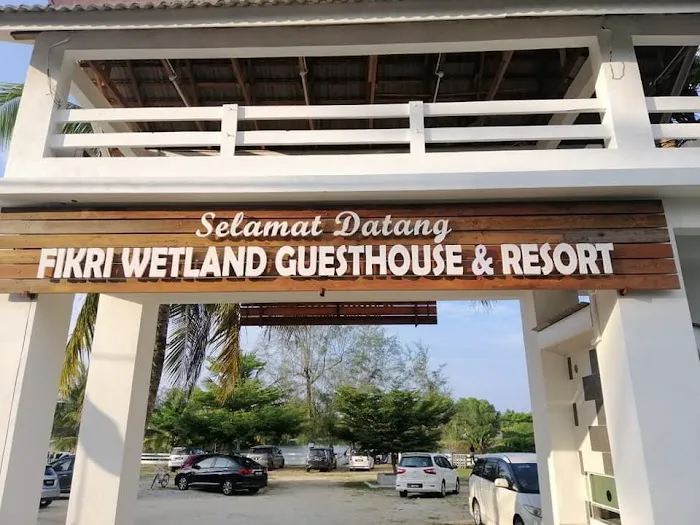 Selamat Datang
FIKRI WETLAND GUESTHOUSE & RESORT